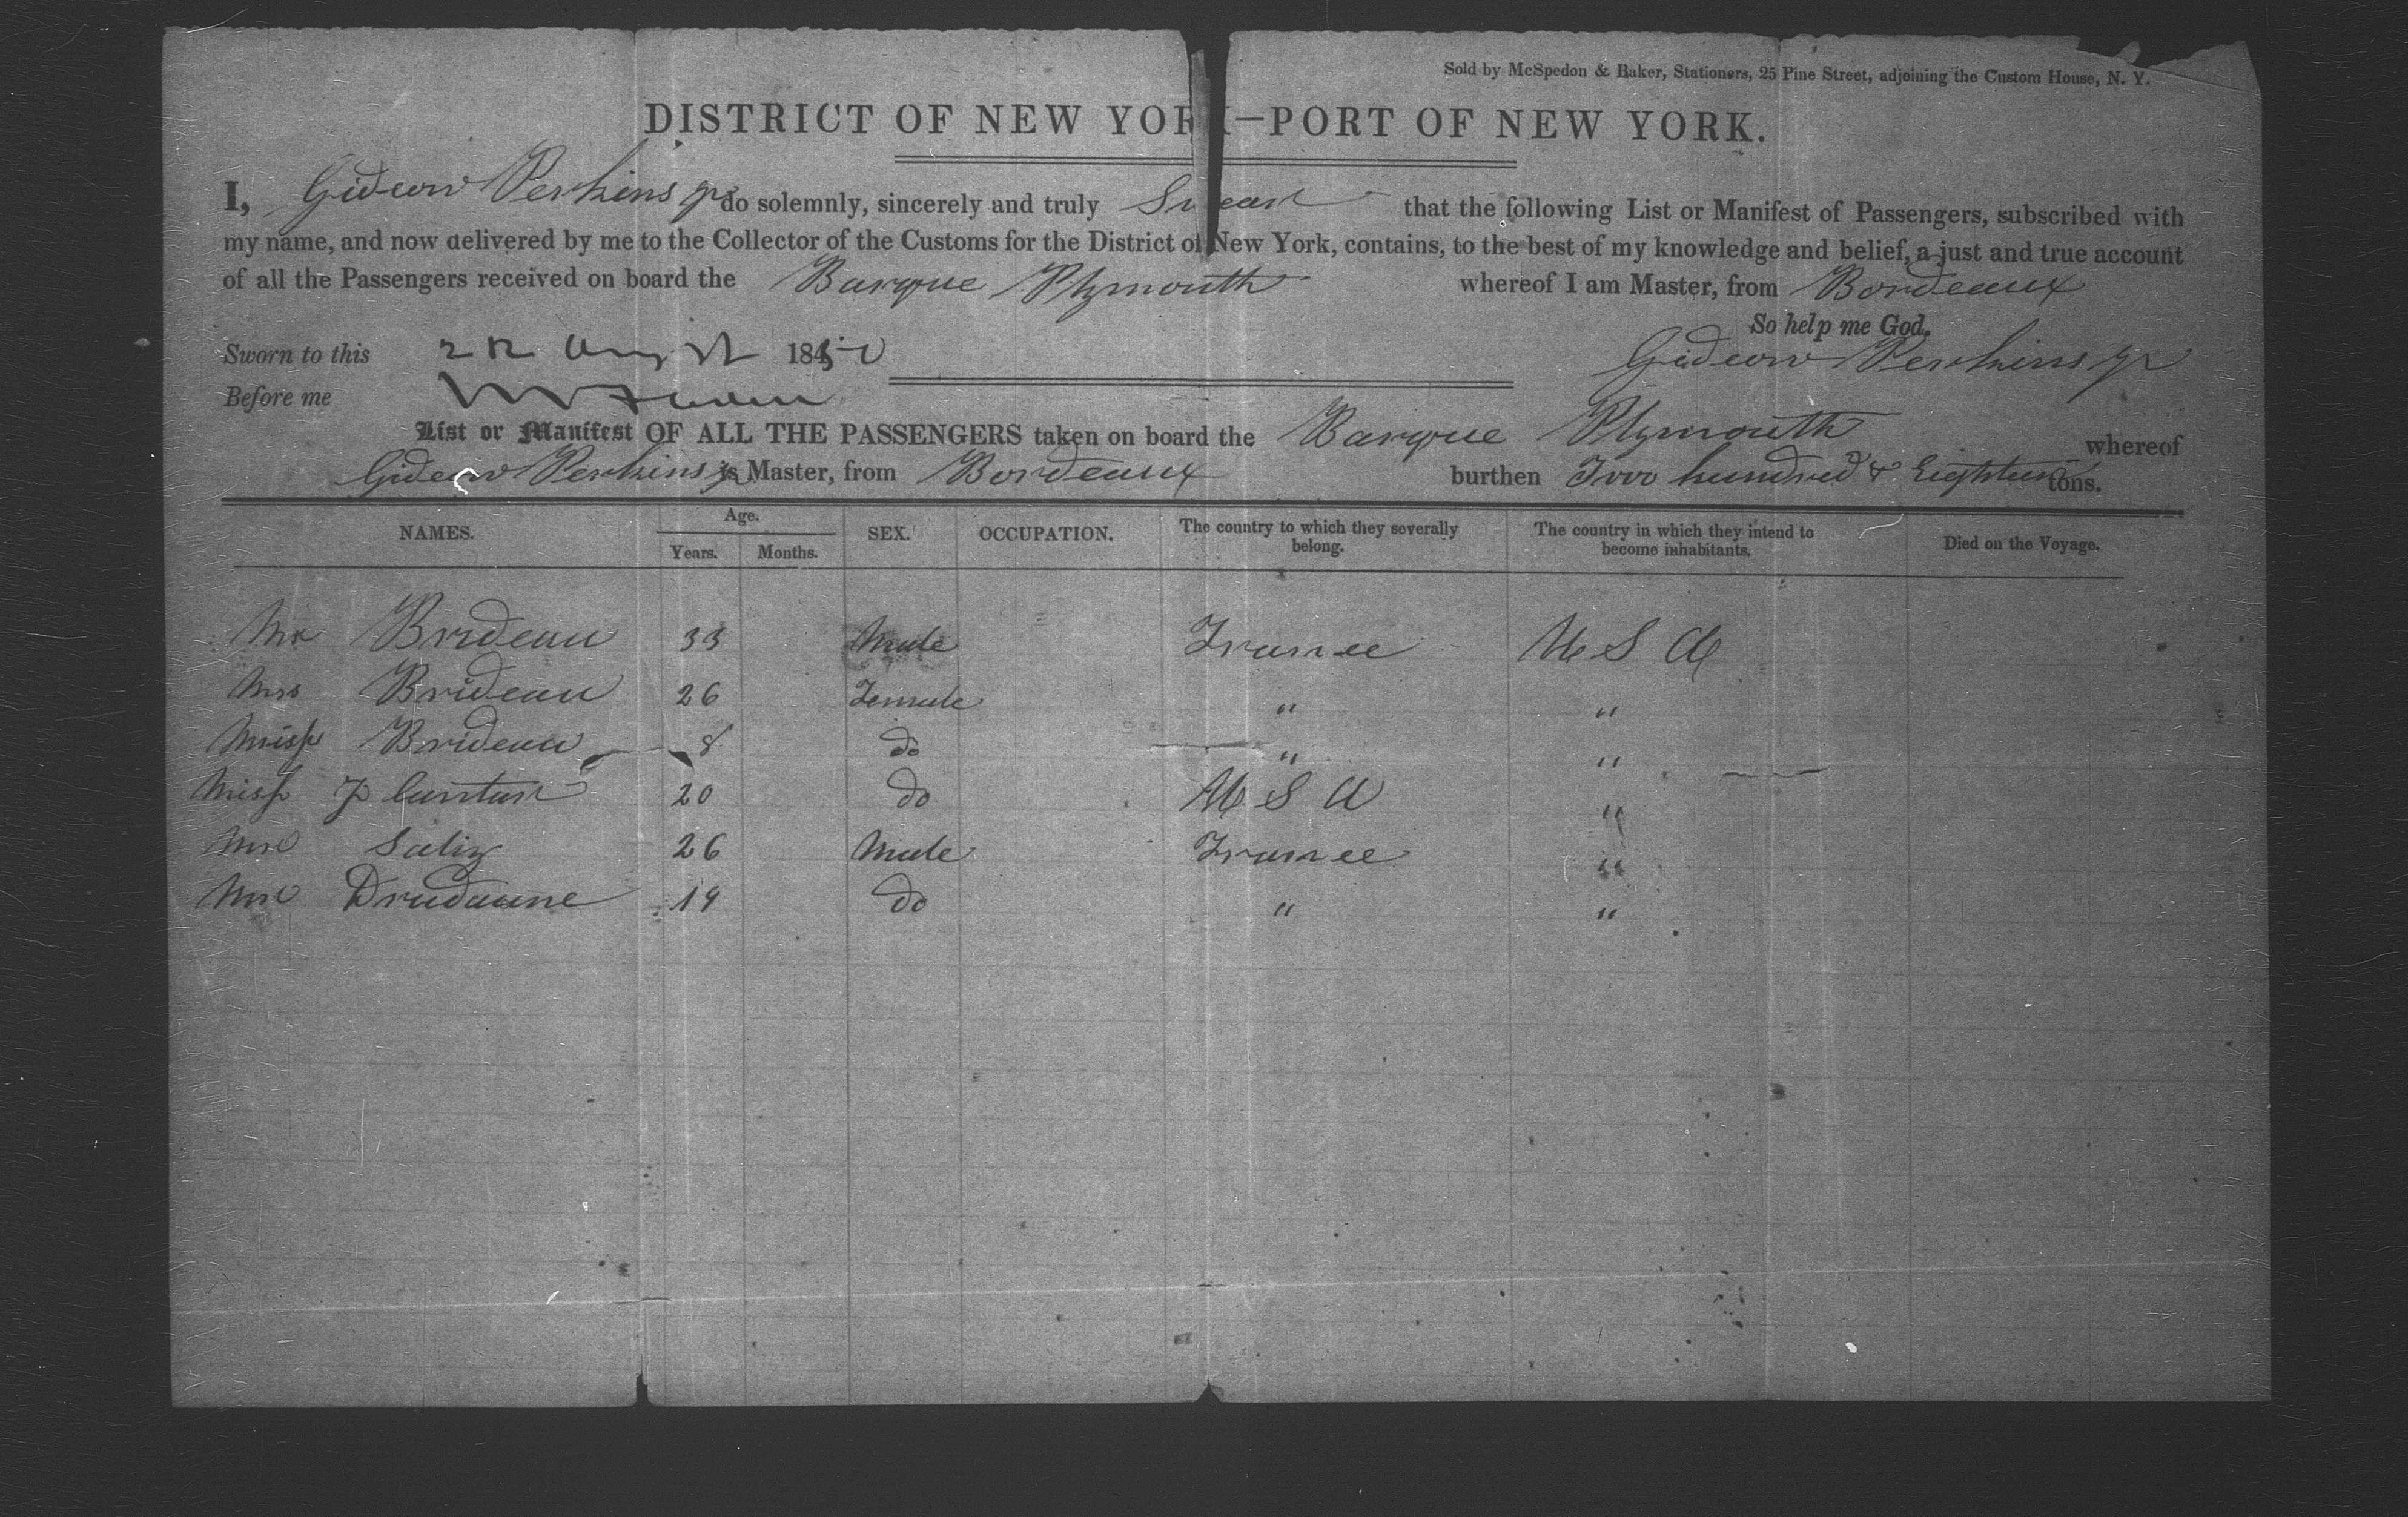 Sold by McSpedon & Baker, Stationers, 25 Pine Street, adjoining the Custom House, N. Y.
DISTRICT OF NEW YORK—PORT OF NEW YORK.
I, Gideon Perkins Jr do solemnly, sincerely and truly Swear that the following List or Manifest of Passengers, subscribed with
my name, and now delivered by me to the Collector of the Customs for the District of New York, contains, to the best of my knowledge and belief, a just and true account
of all the Passengers received on board the Barque Plymouth whereof I am Master, from Bordeaux
So help me God.
Sworn to this August 1850 Gideon Perkins Jr
Before me
List or Manifest OF ALL THE PASSENGERS taken on board the Barque Plymouth whereof
Gideon Perkins Jr is Master, from Bordeaux burthen Two hundred & Eighteen tons.
NAMES. Age. Years. Months. SEX. OCCUPATION. The country to which they severally belong. The country in which they intend to become inhabitants. Died on the Voyage.
Mr Brideau 33 Male France U S A
Mrs Brideau 26 Female " "
Miss Brideau 8 do " "
Miss 20 do U S A "
Mr 26 Male France "
Mr 19 do " "